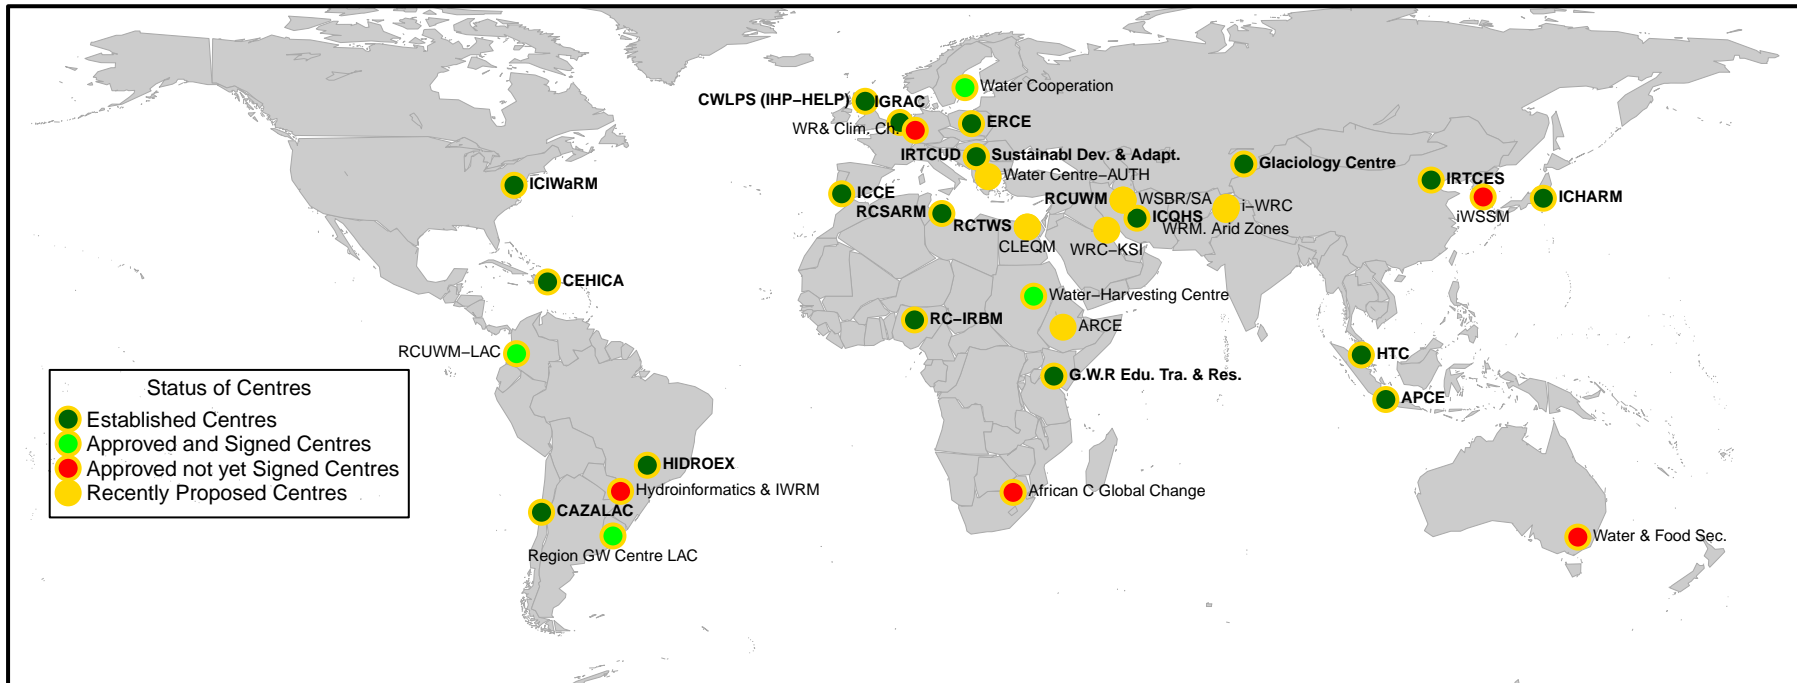 Water Cooperation
CWLPS (IHP−HELP)
IGRAC
WR& Clim. Ch.
ERCE
IRTCUD
Sustainabl Dev. & Adapt.
Water Centre−AUTH
Glaciology Centre
IRTCES
ICHARM
iWSSM
ICIWaRM
ICCE
RCSARM
RCUWM
WSBR/SA
i−WRC
ICQHS
WRM. Arid Zones
RCTWS
CLEQM
WRC−KSI
CEHICA
Water−Harvesting Centre
RC−IRBM
ARCE
RCUWM−LAC
HTC
G.W.R Edu. Tra. & Res.
APCE
Status of Centres
Established Centres
Approved and Signed Centres
Approved not yet Signed Centres
Recently Proposed Centres
HIDROEX
Hydroinformatics & IWRM
African C Global Change
CAZALAC
Region GW Centre LAC
Water & Food Sec.